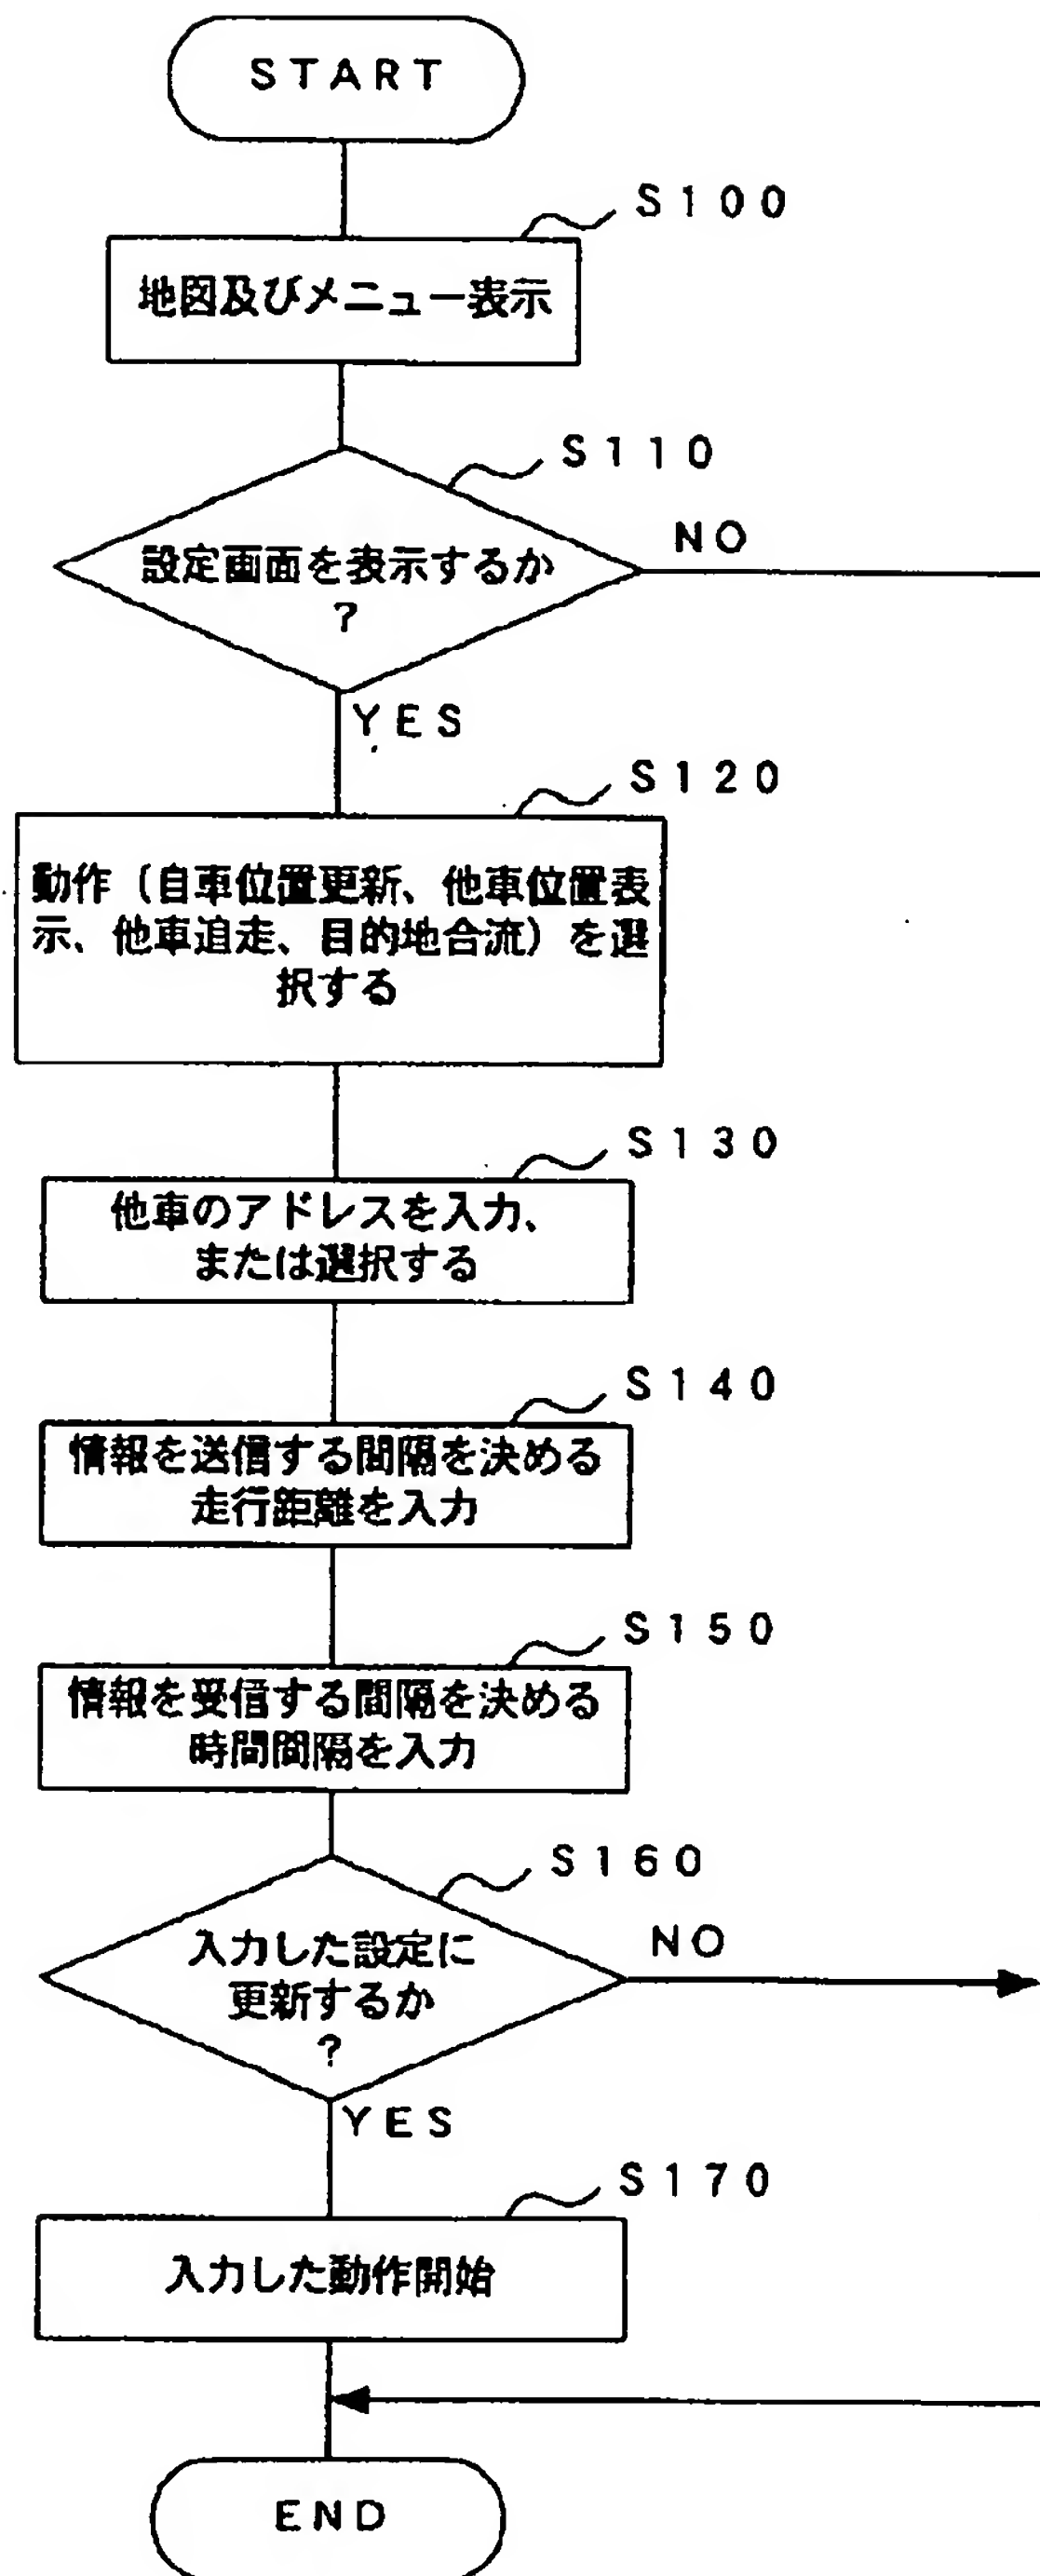 START
S100
地図及びメニュー表示
S110
設定画面を表示するか
?
NO
YES
S120
動作(自車位置更新、他車位置表
示、他車追走、目的地合流)を選
択する
S130
他車のアドレスを入力、
または選択する
S140
情報を送信する間隔を決める
走行距離を入力
S150
情報を受信する間隔を決める
時間間隔を入力
S160
入力した設定に
更新するか
?
NO
YES
S170
入力した動作開始
END